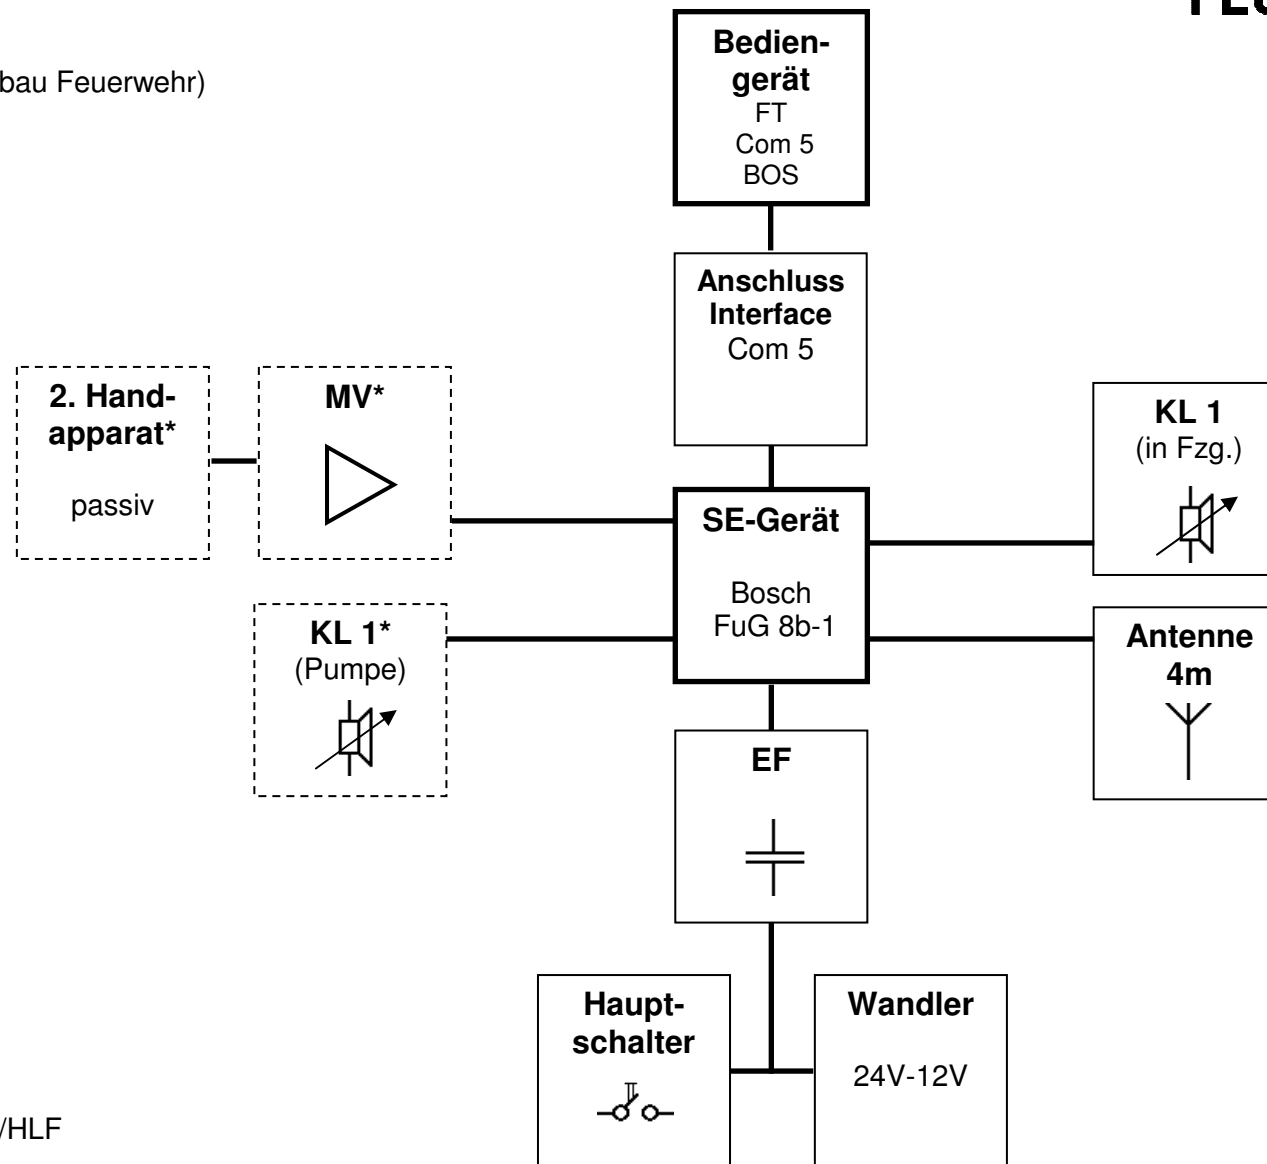 bau Feuerwehr)
Bedien-
gerät
FT
Com 5
BOS
Anschluss
Interface
Com 5
2. Hand-
apparat*
passiv
MV*
KL 1
(in Fzg.)
SE-Gerät
Bosch
FuG 8b-1
KL 1*
(Pumpe)
Antenne
4m
EF
Haupt-
schalter
Wandler
24V-12V
/HLF